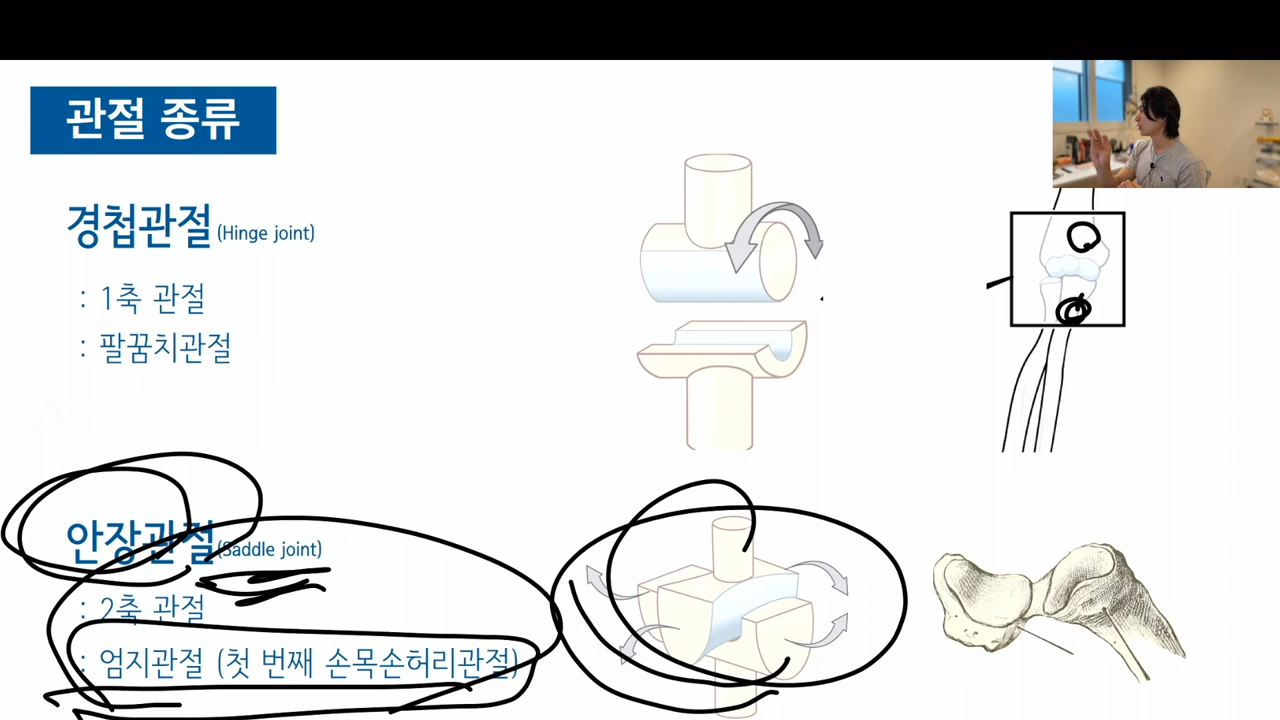 관절 종류
경첩관절(Hinge joint)
: 1축 관절
: 팔꿈치관절
안장관절(Saddle joint)
: 2축 관절
: 엄지관절 (첫 번째 손목손허리관절)